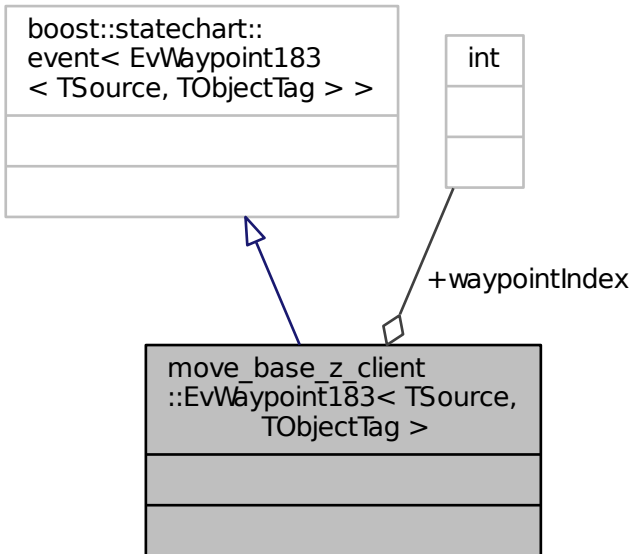 boost::statechart::
event< EvWaypoint183
< TSource, TObjectTag > >
int
+waypointIndex
move_base_z_client
::EvWaypoint183< TSource,
TObjectTag >